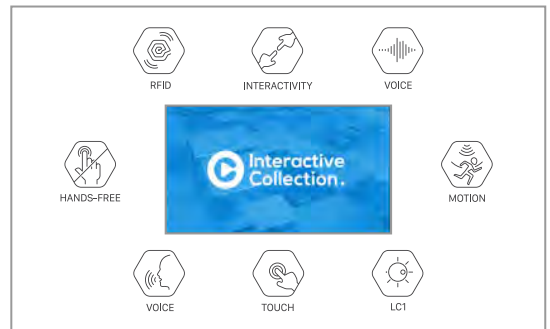 RFID
INTERACTIVITY
VOICE
HANDS-FREE
Interactive
Collection.
MOTION
VOICE
TOUCH
LC1